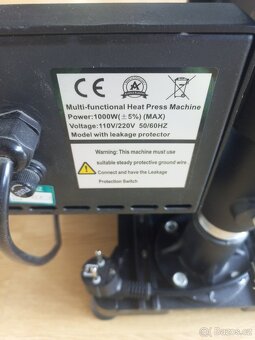 CE
Multi-functional Heat Press Machine
Power:1000W(±5%) (MAX)
Voltage:110V/220V 50/60HZ
Model with leakage protector
Warning: This machine must use
suitable steady protective ground wire
Connect and have the Leakage
Protection Switch
© Bazos.cz